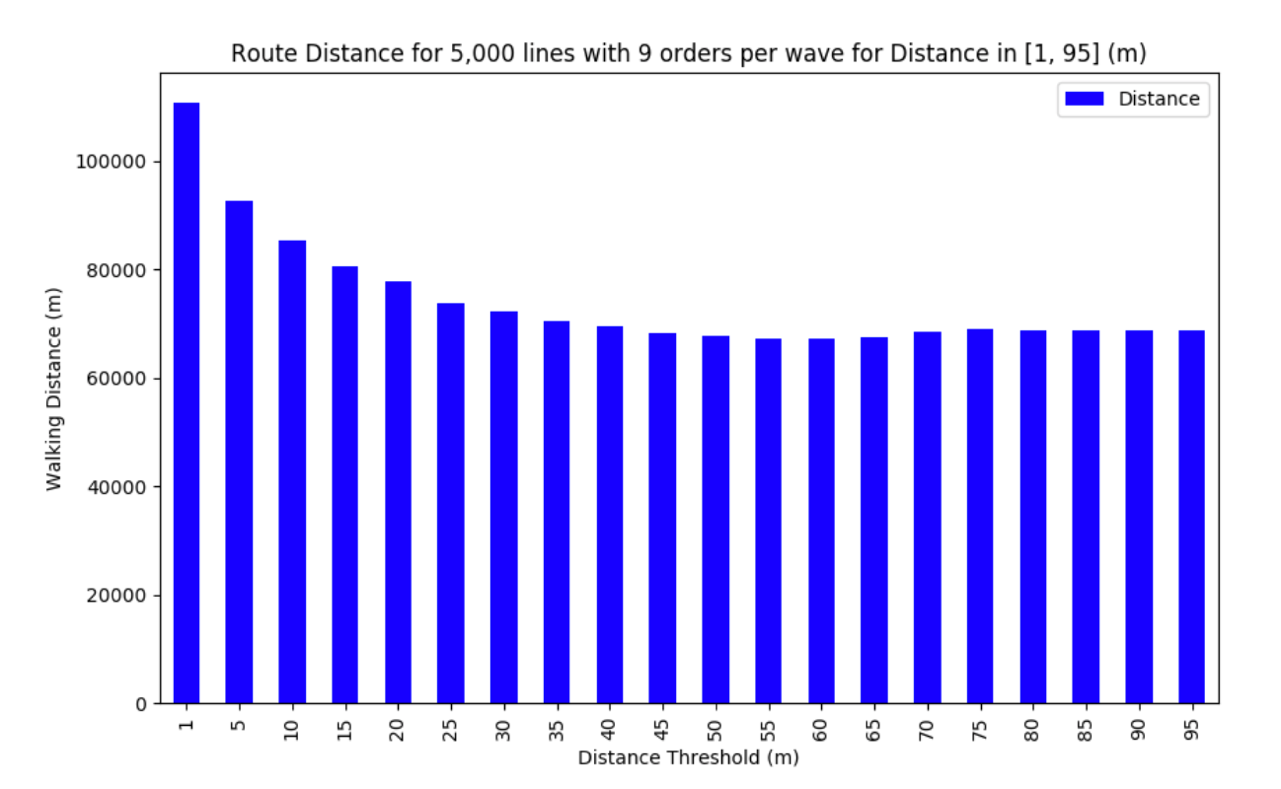 Route Distance for 5,000 lines with 9 orders per wave for Distance in [1, 95] (m)
Distance
100000
80000
60000
40000
20000
0
Walking Distance (m)
1 5 10 15 20 25 30 35 40 45 50 55 60 65 70 75 80 85 90 95
Distance Threshold (m)